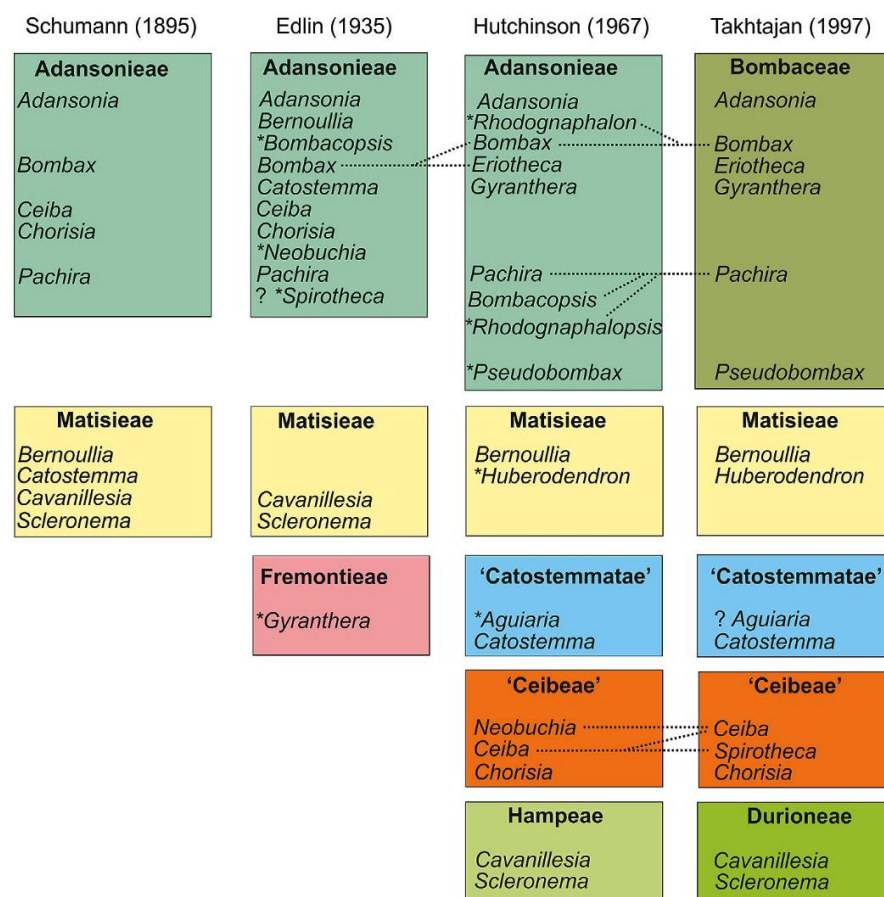 Schumann (1895)
Edlin (1935)
Hutchinson (1967)
Takhtajan (1997)
Adansonieae
Adansonia
Bombax
Ceiba
Chorisia
Pachira
Adansonieae
Adansonia
Bernoullia
*Bombacopsis
Bombax
Catostemma
Ceiba
Chorisia
*Neobuchia
Pachira
? *Spirotheca
Adansonieae
Adansonia
*Rhodognaphalon
Bombax
Eriotheca
Gyranthera
Pachira
Bombacopsis
*Rhodognaphalopsis
*Pseudobombax
Bombaceae
Adansonia
Bombax
Eriotheca
Gyranthera
Pachira
Pseudobombax
Matisieae
Bernoullia
Catostemma
Cavanillesia
Scleronema
Matisieae
Cavanillesia
Scleronema
Matisieae
Bernoullia
*Huberodendron
Matisieae
Bernoullia
Huberodendron
Fremontieae
*Gyranthera
‘Catostemmatae’
*Aguiaria
Catostemma
‘Catostemmatae’
? Aguiaria
Catostemma
‘Ceibeae’
Neobuchia
Ceiba
Chorisia
‘Ceibeae’
Ceiba
Spirotheca
Chorisia
Hampeae
Cavanillesia
Scleronema
Durioneae
Cavanillesia
Scleronema